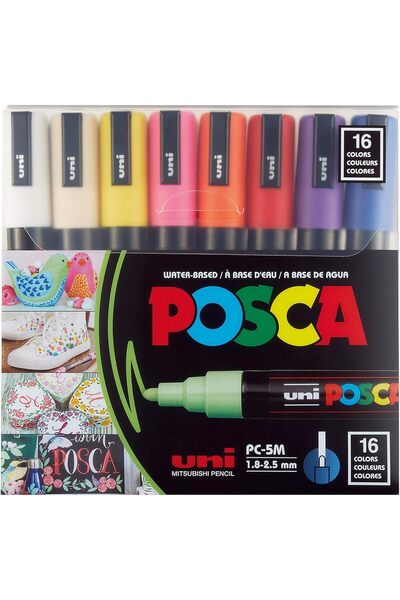 uni uni uni uni uni uni uni uni
16
COLORS
COULEURS
COLORES
WATER-BASED / À BASE D'EAU / A BASE DE AGUA
POSCA
uni POSCA
uni
MITSUBISHI PENCIL
PC-5M
1.8-2.5 mm
16
COLORS
COULEURS
COLORES
POSCA